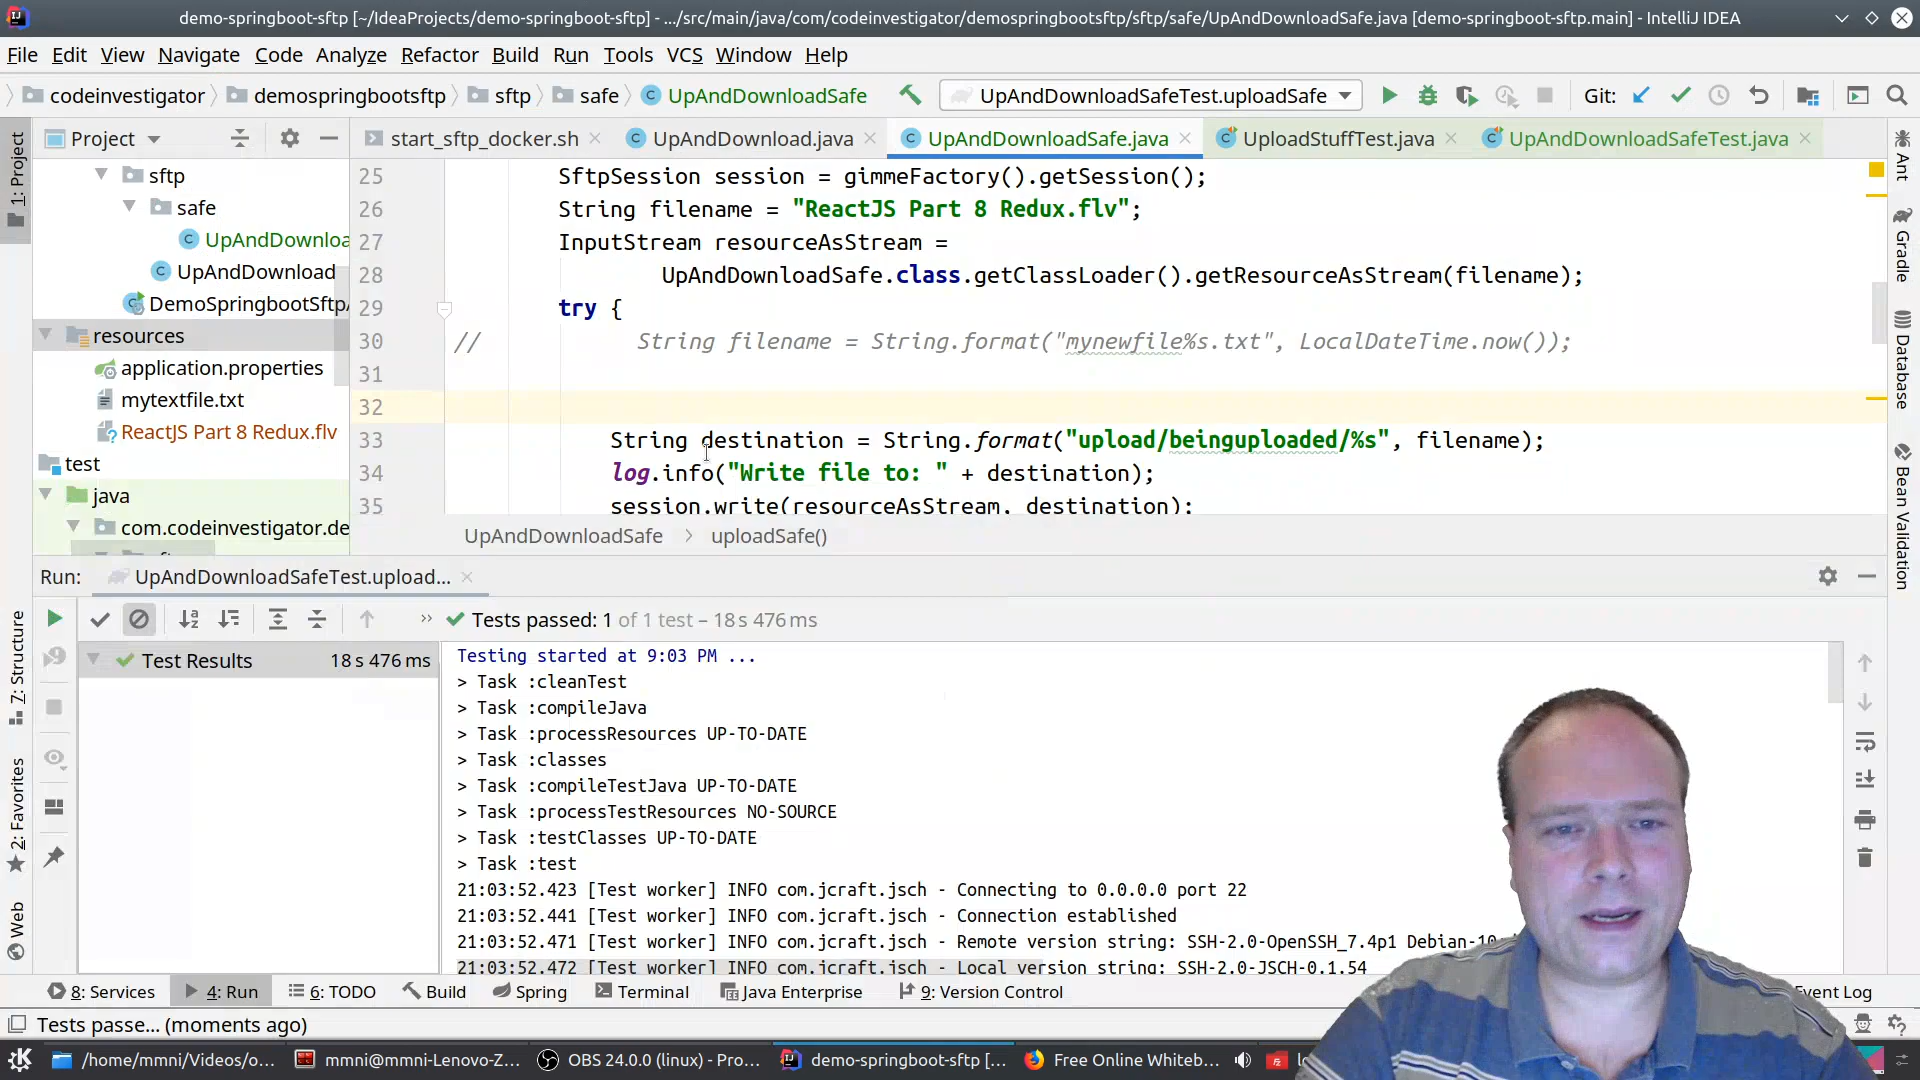 demo-springboot-sftp [~/IdeaProjects/demo-springboot-sftp] - .../src/main/java/com/codeinvestigator/demospringbootsftp/sftp/safe/UpAndDownloadSafe.java [demo-springboot-sftp.main] - IntelliJ IDEA
File Edit View Navigate Code Analyze Refactor Build Run Tools VCS Window Help
codeinvestigator demospringbootsftp sftp safe UpAndDownloadSafe UpAndDownloadSafeTest.uploadSafe Git:
Project start_sftp_docker.sh UpAndDownload.java UpAndDownloadSafe.java UploadStuffTest.java UpAndDownloadSafeTest.java
1: Project
sftp
safe
UpAndDownloa
UpAndDownload
DemoSpringbootSftp
resources
application.properties
mytextfile.txt
ReactJS Part 8 Redux.flv
test
java
com.codeinvestigator.de
25 SftpSession session = gimmeFactory().getSession();
26 String filename = "ReactJS Part 8 Redux.flv";
27 InputStream resourceAsStream =
28 UpAndDownloadSafe.class.getClassLoader().getResourceAsStream(filename);
29 try {
30 // String filename = String.format("mynewfile%s.txt", LocalDateTime.now());
31
32
33 String destination = String.format("upload/beinguploaded/%s", filename);
34 log.info("Write file to: " + destination);
35 session.write(resourceAsStream, destination);
UpAndDownloadSafe > uploadSafe()
Ant
Gradle
Database
Bean Validation
Run: UpAndDownloadSafeTest.upload...
Tests passed: 1 of 1 test – 18 s 476 ms
Test Results 18 s 476 ms
Testing started at 9:03 PM ...
> Task :cleanTest
> Task :compileJava
> Task :processResources UP-TO-DATE
> Task :classes
> Task :compileTestJava UP-TO-DATE
> Task :processTestResources NO-SOURCE
> Task :testClasses UP-TO-DATE
> Task :test
21:03:52.423 [Test worker] INFO com.jcraft.jsch - Connecting to 0.0.0.0 port 22
21:03:52.441 [Test worker] INFO com.jcraft.jsch - Connection established
21:03:52.471 [Test worker] INFO com.jcraft.jsch - Remote version string: SSH-2.0-OpenSSH_7.4p1 Debian-10
21:03:52.472 [Test worker] INFO com.jcraft.jsch - Local version string: SSH-2.0-JSCH-0.1.54
7: Structure
2: Favorites
Web
8: Services 4: Run 6: TODO Build Spring Terminal Java Enterprise 9: Version Control Event Log
Tests passe... (moments ago)
/home/mmni/Videos/o... mmni@mmni-Lenovo-Z... OBS 24.0.0 (linux) - Pro... demo-springboot-sftp [... Free Online Whiteb...